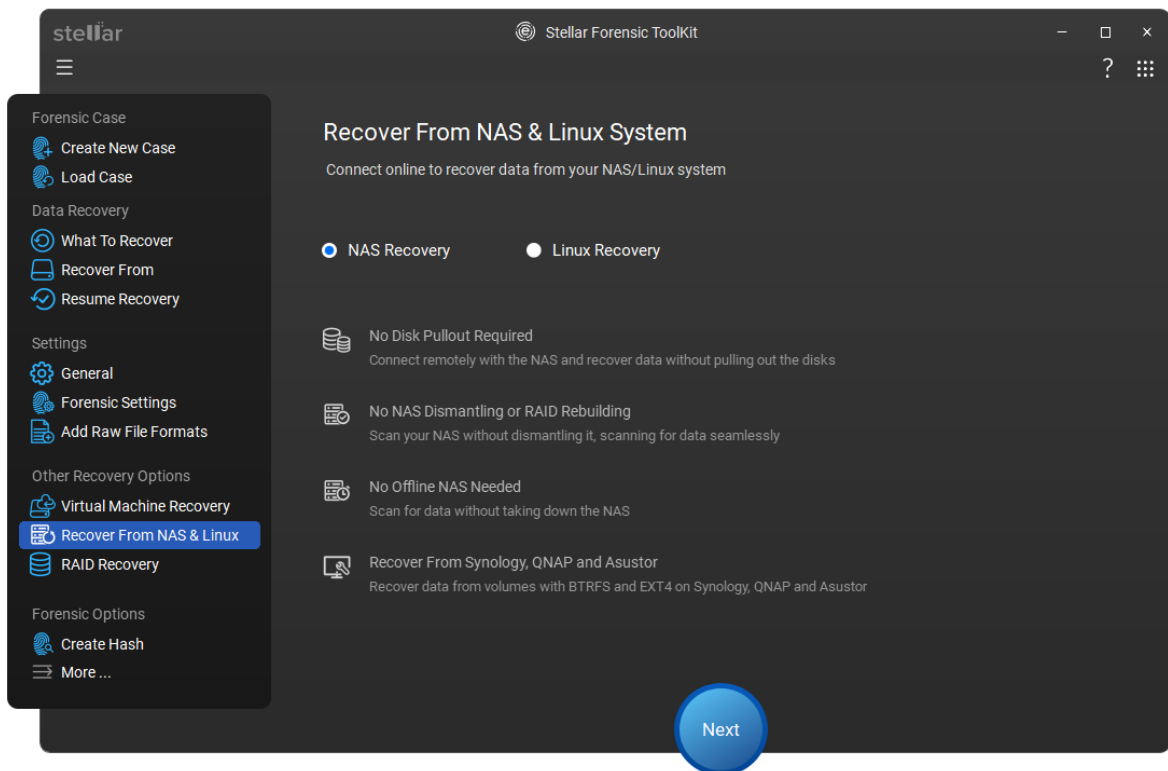 stellar
Stellar Forensic ToolKit
?
Forensic Case
Create New Case
Load Case
Data Recovery
What To Recover
Recover From
Resume Recovery
Settings
General
Forensic Settings
Add Raw File Formats
Other Recovery Options
Virtual Machine Recovery
Recover From NAS & Linux
RAID Recovery
Forensic Options
Create Hash
More ...
Recover From NAS & Linux System
Connect online to recover data from your NAS/Linux system
NAS Recovery
Linux Recovery
No Disk Pullout Required
Connect remotely with the NAS and recover data without pulling out the disks
No NAS Dismantling or RAID Rebuilding
Scan your NAS without dismantling it, scanning for data seamlessly
No Offline NAS Needed
Scan for data without taking down the NAS
Recover From Synology, QNAP and Asustor
Recover data from volumes with BTRFS and EXT4 on Synology, QNAP and Asustor
Next